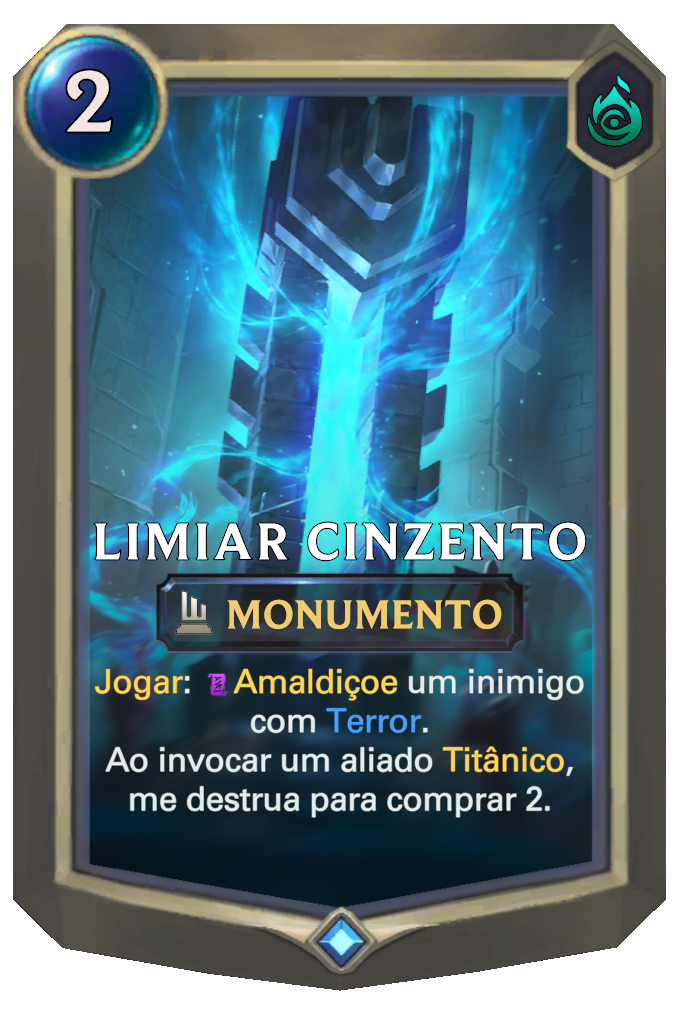 2
LIMIAR CINZENTO
MONUMENTO
Jogar: Amaldiçoe um inimigo
com Terror.
Ao invocar um aliado Titânico,
me destrua para comprar 2.